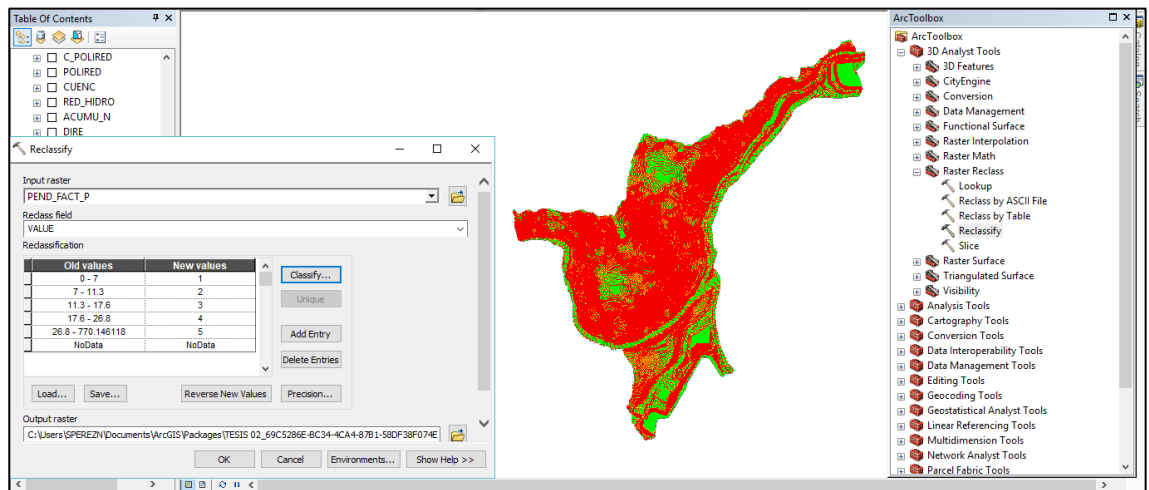 Table Of Contents
C_POLIRED
POLIRED
CUENC
RED_HIDRO
ACUMU_N
DIRE
Reclassify
Input raster
PEND_FACT_P
Reclass field
VALUE
Reclassification
Old values New values
0 - 7 1
7 - 11.3 2
11.3 - 17.6 3
17.6 - 26.8 4
26.8 - 770.146118 5
NoData NoData
Classify...
Unique
Add Entry
Delete Entries
Load... Save... Reverse New Values Precision...
Output raster
C:\Users\SPEREZN\Documents\ArcGIS\Packages\TESIS 02_69C5286E-BC34-4CA4-87B1-58DF38F074E
OK Cancel Environments... Show Help >>
ArcToolbox
ArcToolbox
3D Analyst Tools
3D Features
CityEngine
Conversion
Data Management
Functional Surface
Raster Interpolation
Raster Math
Raster Reclass
Lookup
Reclass by ASCII File
Reclass by Table
Reclassify
Slice
Raster Surface
Triangulated Surface
Visibility
Analysis Tools
Cartography Tools
Conversion Tools
Data Interoperability Tools
Data Management Tools
Editing Tools
Geocoding Tools
Geostatistical Analyst Tools
Linear Referencing Tools
Multidimension Tools
Network Analyst Tools
Parcel Fabric Tools